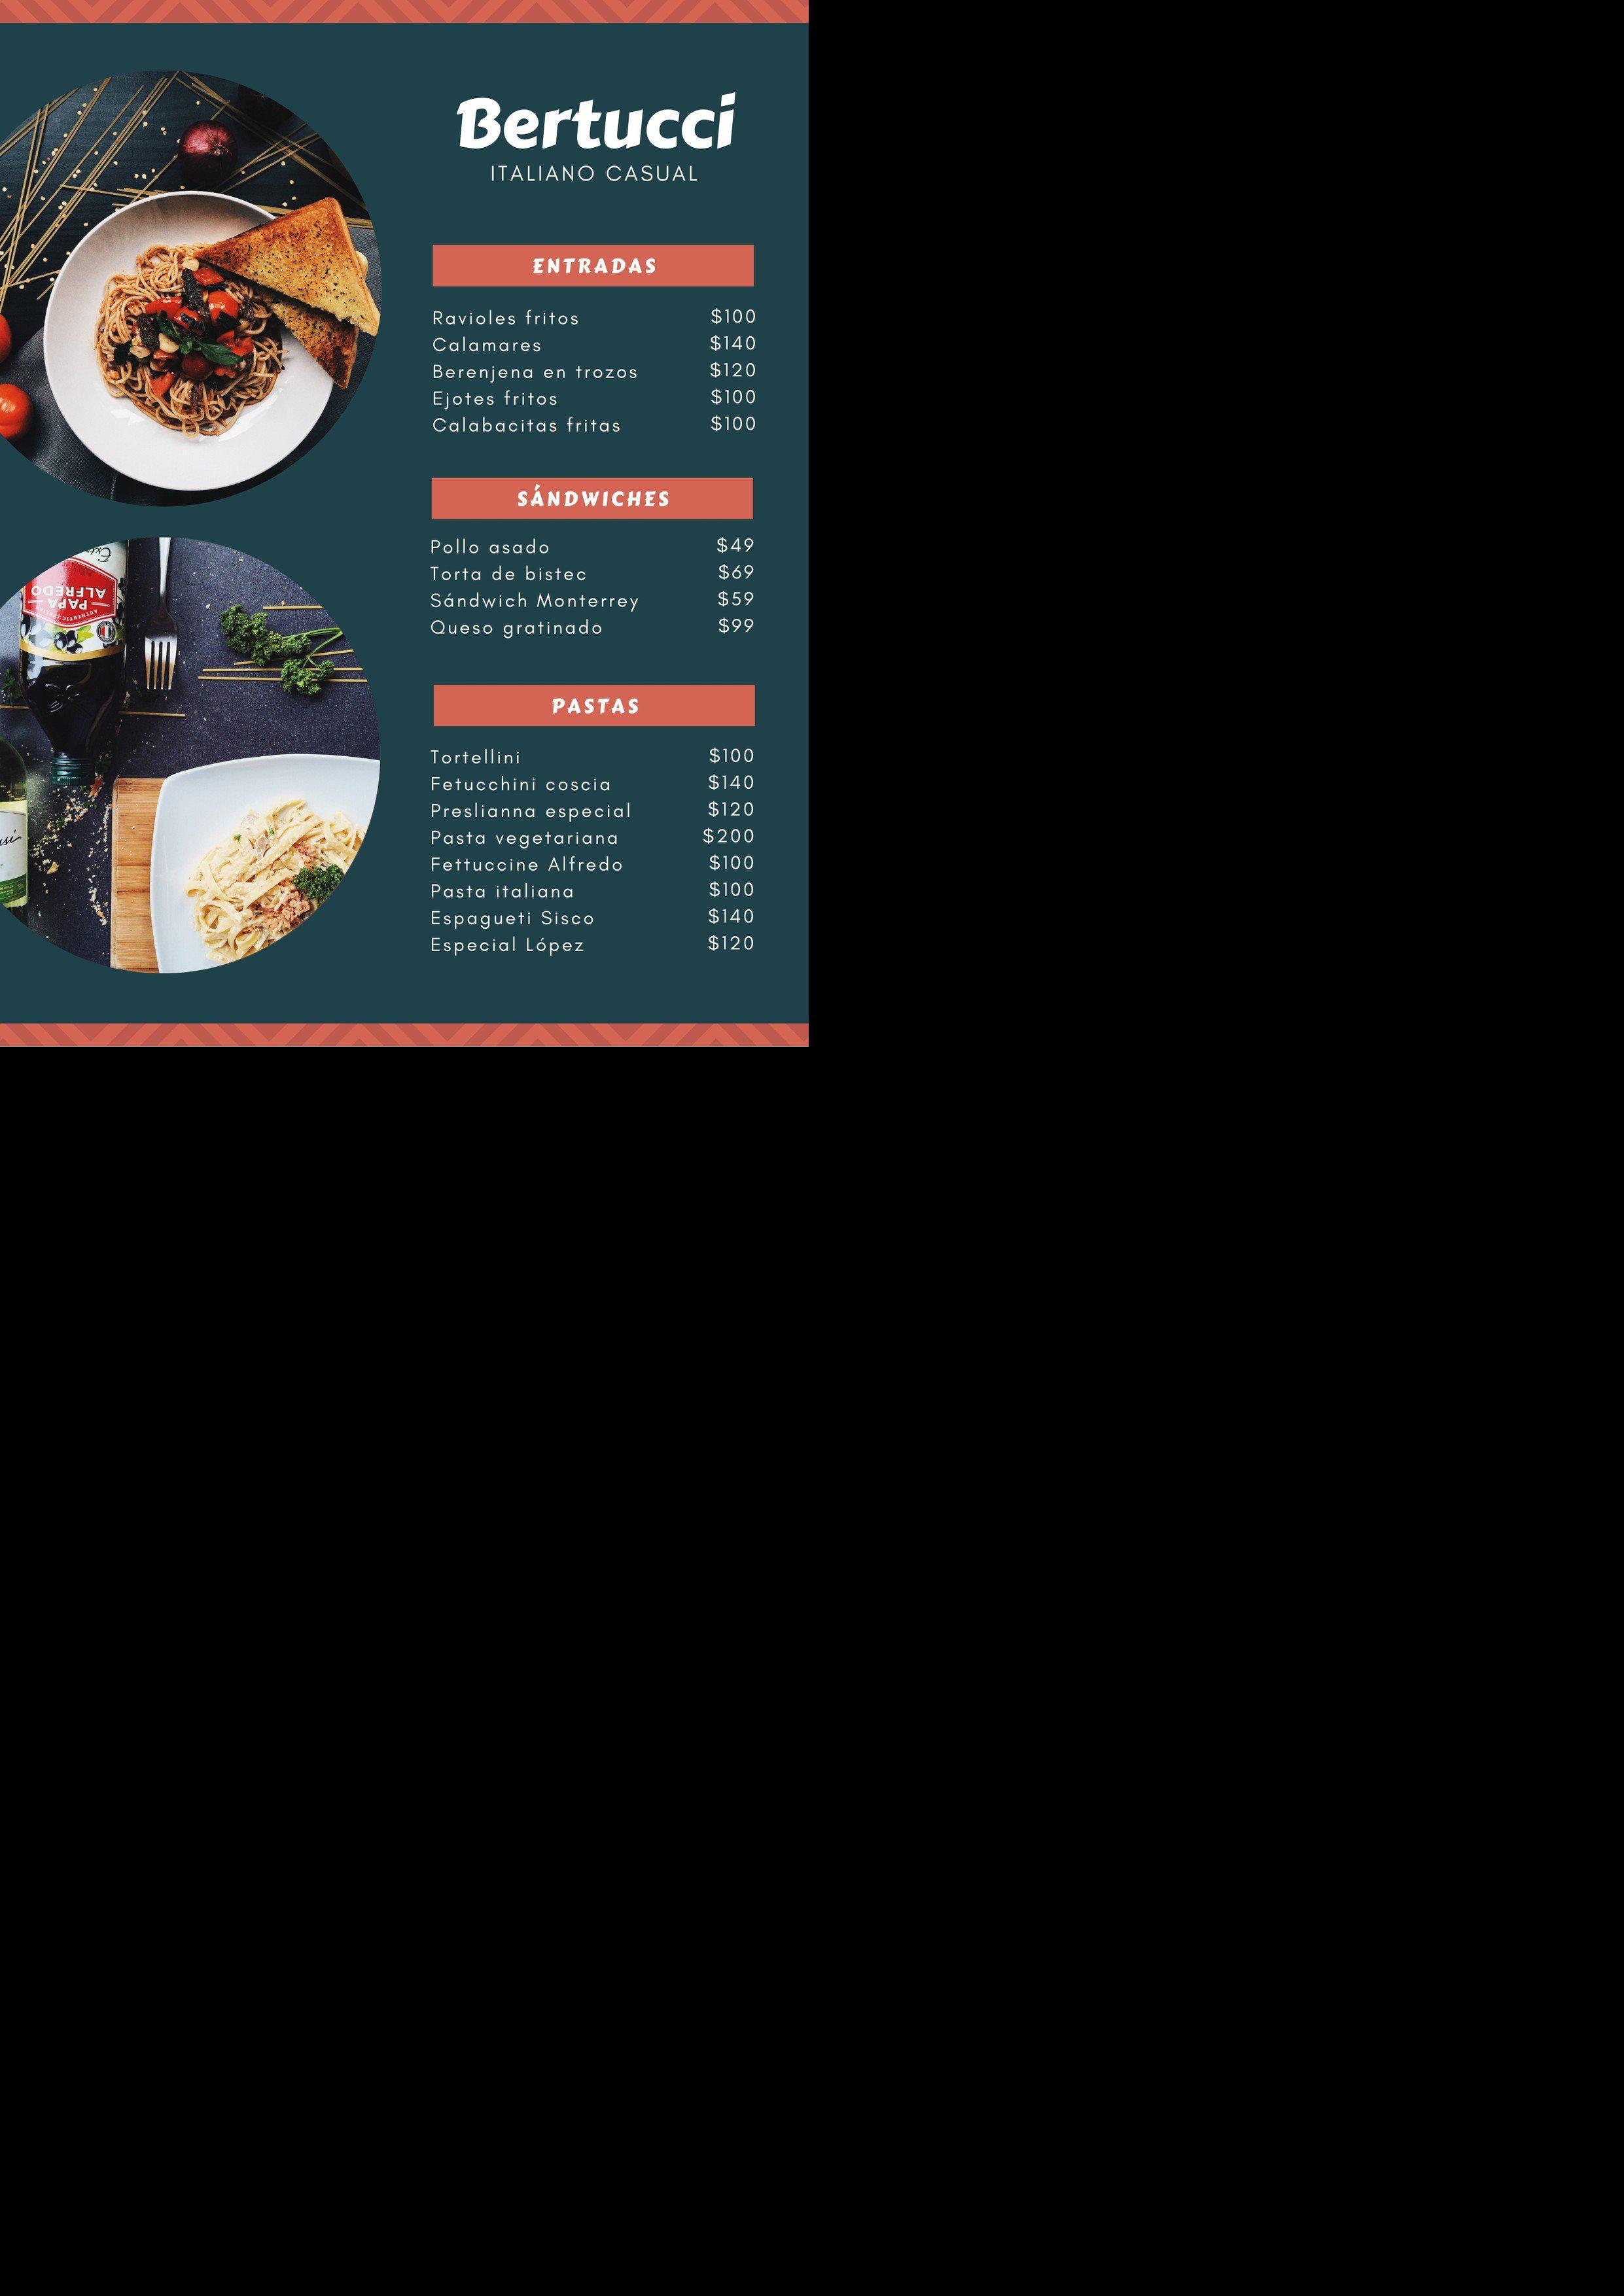 Bertucci
ITALIANO CASUAL
ENTRADAS
Ravioles fritos $100
Calamares $140
Berenjena en trozos $120
Ejotes fritos $100
Calabacitas fritas $100
SÁNDWICHES
Pollo asado $49
Torta de bistec $69
Sándwich Monterrey $59
Queso gratinado $99
PASTAS
Tortellini $100
Fetucchini coscia $140
Preslianna especial $120
Pasta vegetariana $200
Fettuccine Alfredo $100
Pasta italiana $100
Espagueti Sisco $140
Especial López $120
AUTHENTIC
PAPA
ALFREDO